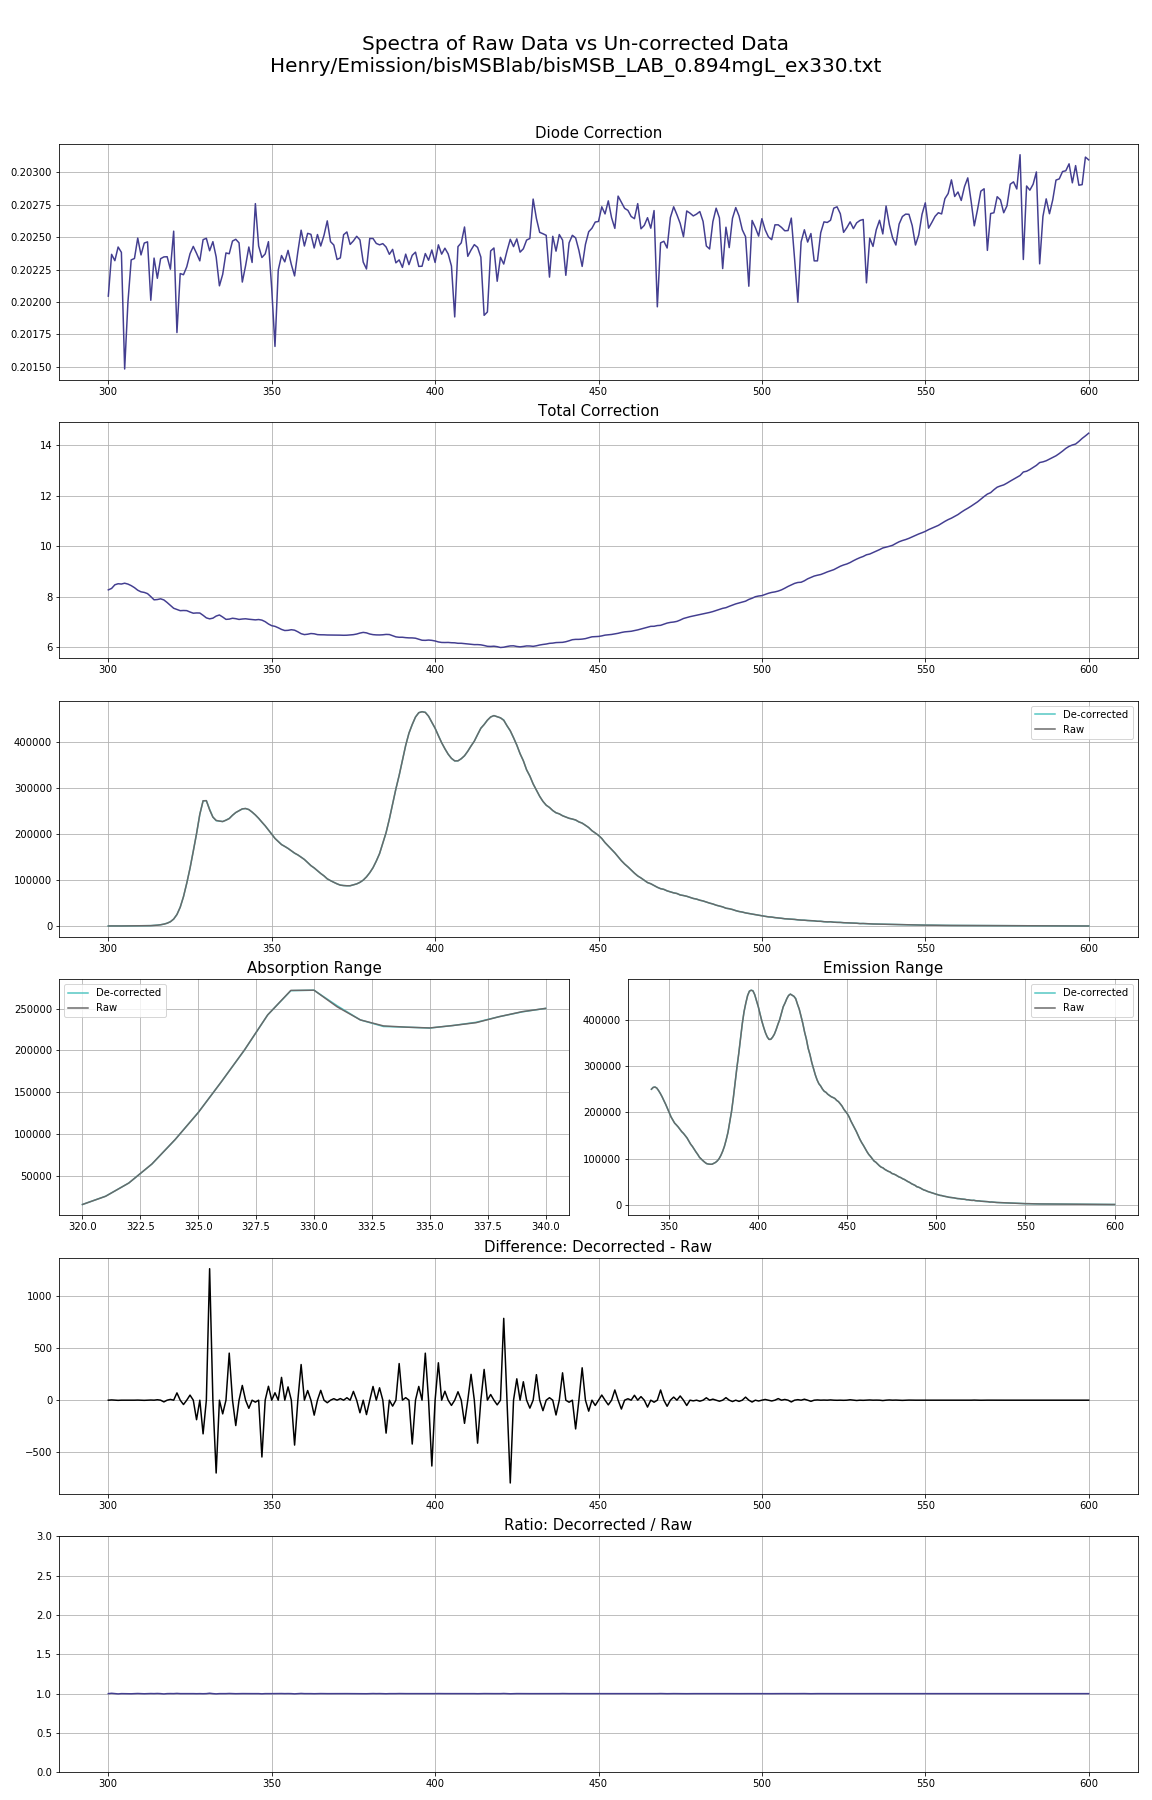 Spectra of Raw Data vs Un-corrected Data
Henry/Emission/bisMSBlab/bisMSB_LAB_0.894mgL_ex330.txt
Diode Correction
0.20300
0.20275
0.20250
0.20225
0.20200
0.20175
0.20150
300 350 400 450 500 550 600
Total Correction
14
12
10
8
6
300 350 400 450 500 550 600
De-corrected
Raw
400000
300000
200000
100000
0
300 350 400 450 500 550 600
Absorption Range
De-corrected
Raw
250000
200000
150000
100000
50000
320.0 322.5 325.0 327.5 330.0 332.5 335.0 337.5 340.0
Emission Range
De-corrected
Raw
400000
300000
200000
100000
0
350 400 450 500 550 600
Difference: Decorrected - Raw
1000
500
0
−500
300 350 400 450 500 550 600
Ratio: Decorrected / Raw
3.0
2.5
2.0
1.5
1.0
0.5
0.0
300 350 400 450 500 550 600